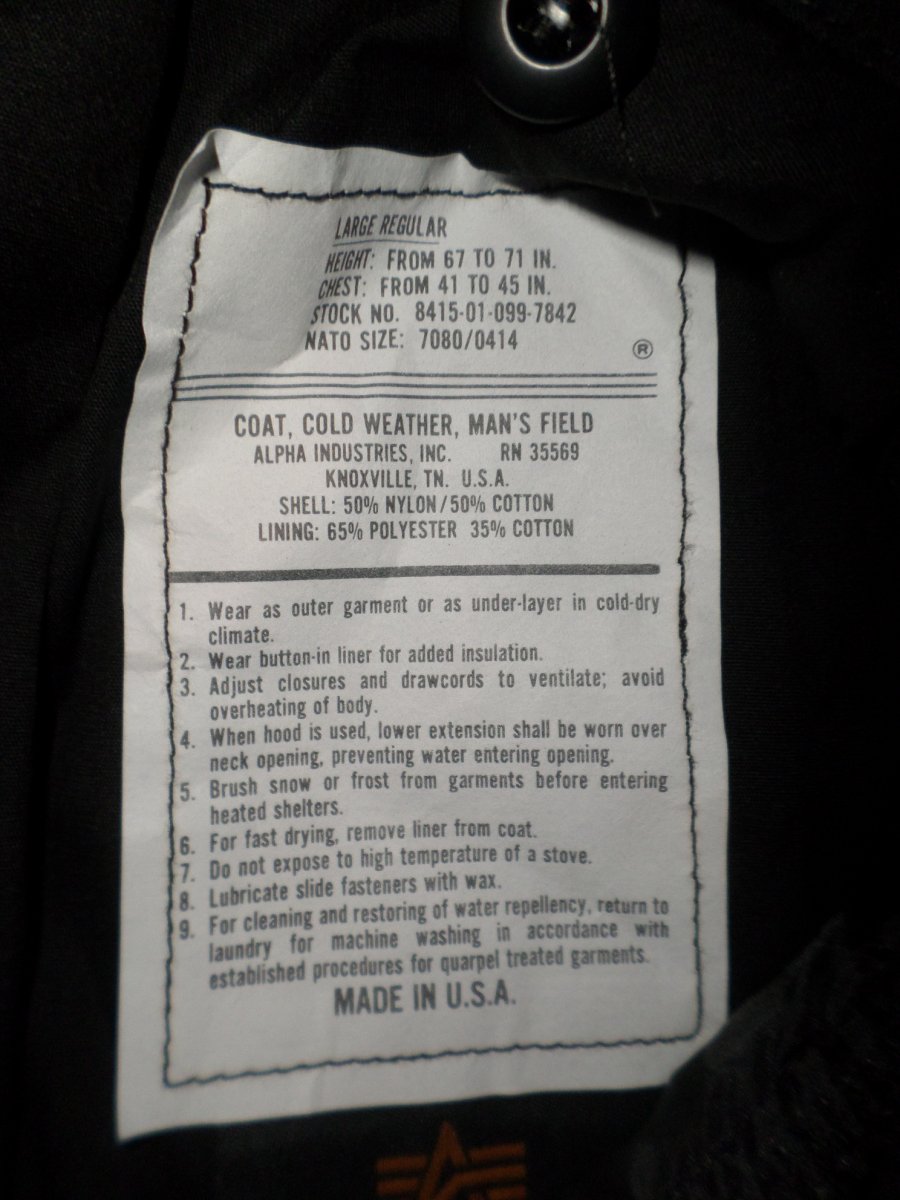 LARGE REGULAR
HEIGHT: FROM 67 TO 71 IN.
CHEST: FROM 41 TO 45 IN.
STOCK NO. 8415-01-099-7842
NATO SIZE: 7080/0414
®
COAT, COLD WEATHER, MAN'S FIELD
ALPHA INDUSTRIES, INC. RN 35569
KNOXVILLE, TN. U.S.A.
SHELL: 50% NYLON/50% COTTON
LINING: 65% POLYESTER 35% COTTON
1. Wear as outer garment or as under-layer in cold-dry
climate.
2. Wear button-in liner for added insulation.
3. Adjust closures and drawcords to ventilate; avoid
overheating of body.
4. When hood is used, lower extension shall be worn over
neck opening, preventing water entering opening.
5. Brush snow or frost from garments before entering
heated shelters.
6. For fast drying, remove liner from coat.
7. Do not expose to high temperature of a stove.
8. Lubricate slide fasteners with wax.
9. For cleaning and restoring of water repellency, return to
laundry for machine washing in accordance with
established procedures for quarpel treated garments.
MADE IN U.S.A.